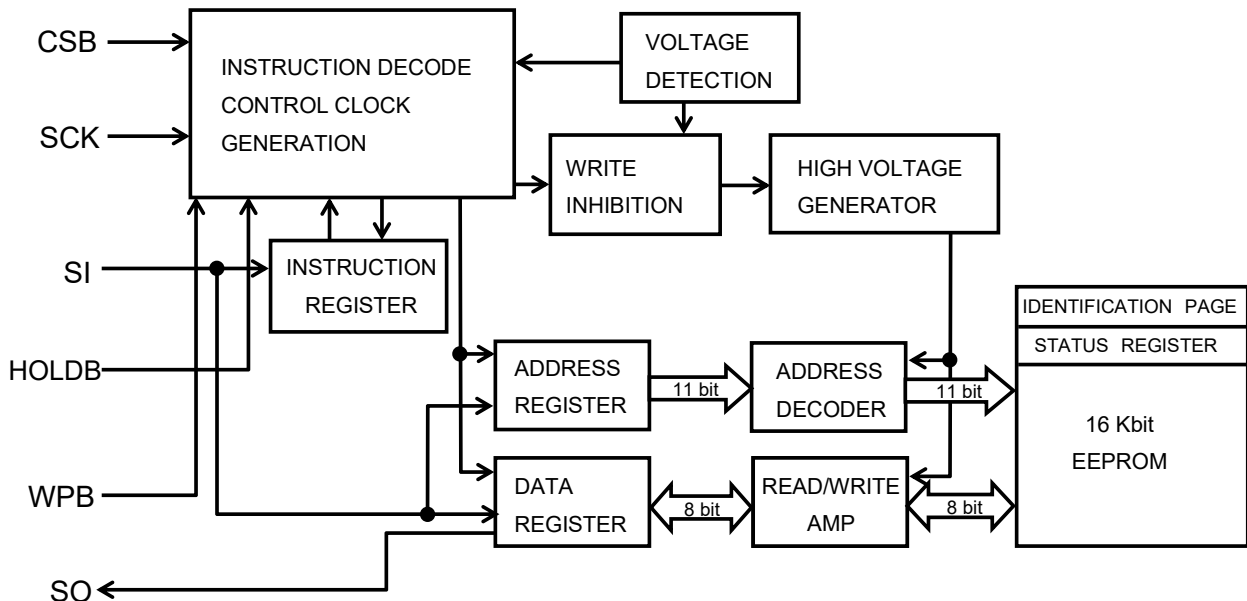 CSB
SCK
SI
HOLDB
WPB
SO
INSTRUCTION DECODE
CONTROL CLOCK
GENERATION
VOLTAGE
DETECTION
WRITE
INHIBITION
HIGH VOLTAGE
GENERATOR
INSTRUCTION
REGISTER
ADDRESS
REGISTER
11 bit
ADDRESS
DECODER
11 bit
DATA
REGISTER
8 bit
READ/WRITE
AMP
8 bit
IDENTIFICATION PAGE
STATUS REGISTER
16 Kbit
EEPROM